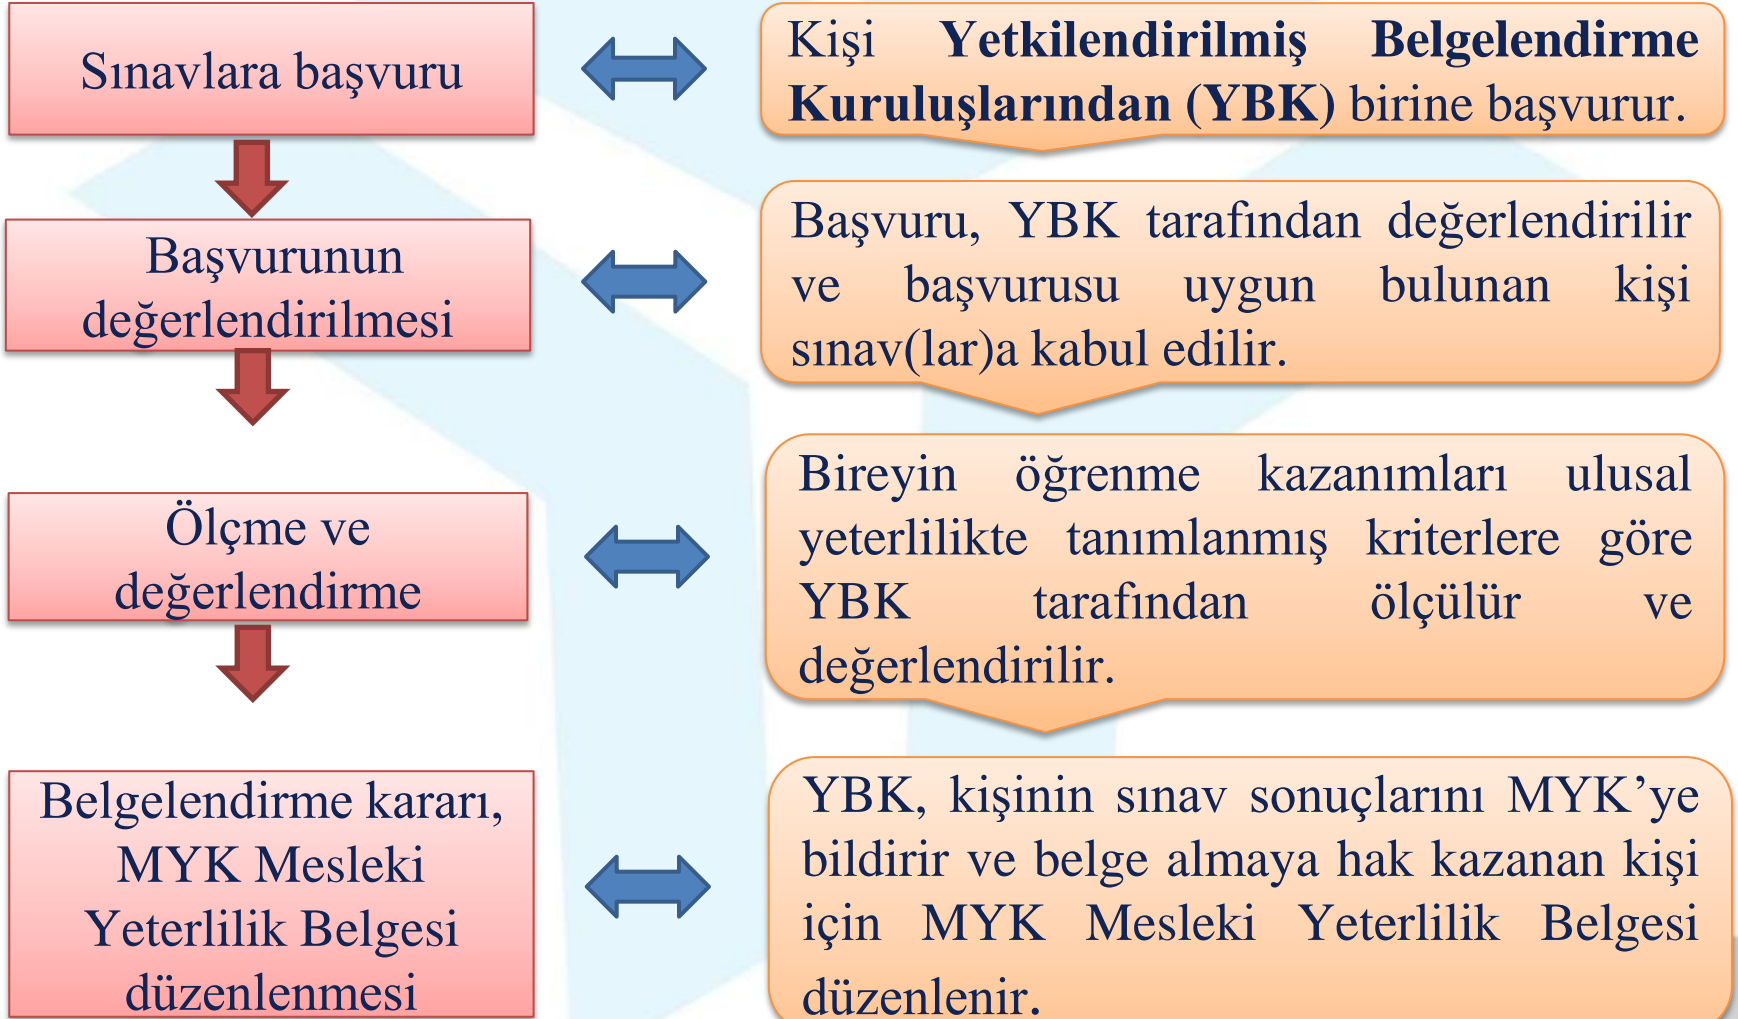 Sınavlara başvuru
Kişi Yetkilendirilmiş Belgelendirme
Kuruluşlarından (YBK) birine başvurur.
Başvurunun
değerlendirilmesi
Başvuru, YBK tarafından değerlendirilir
ve başvurusu uygun bulunan kişi
sınav(lar)a kabul edilir.
Ölçme ve
değerlendirme
Bireyin öğrenme kazanımları ulusal
yeterlilikte tanımlanmış kriterlere göre
YBK tarafından ölçülür ve
değerlendirilir.
Belgelendirme kararı,
MYK Mesleki
Yeterlilik Belgesi
düzenlenmesi
YBK, kişinin sınav sonuçlarını MYK’ye
bildirir ve belge almaya hak kazanan kişi
için MYK Mesleki Yeterlilik Belgesi
düzenlenir.